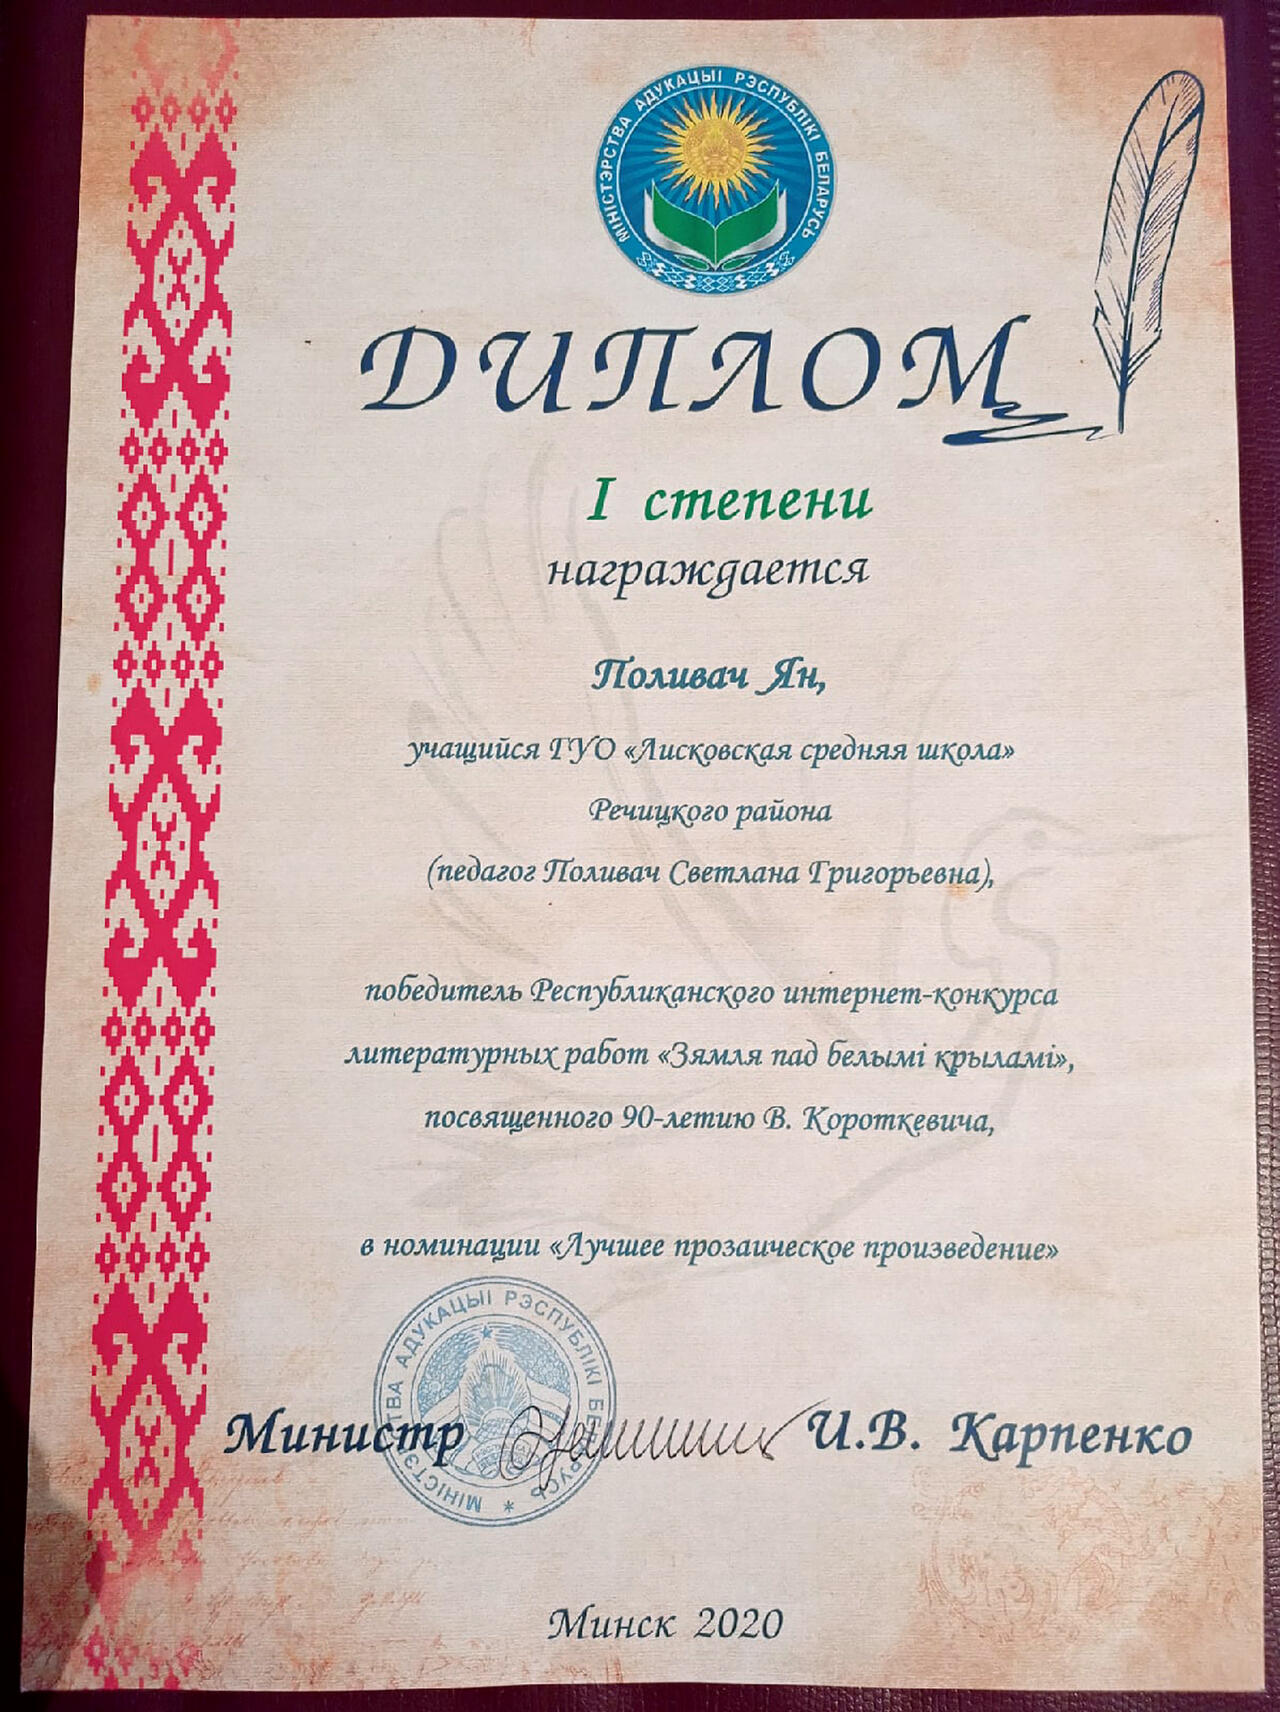 МІНІСТЭРСТВА АДУКАЦЫІ РЭСПУБЛІКІ БЕЛАРУСЬ
ДИПЛОМ
I степени
награждается
Поливач Ян,
учащийся ГУО «Лисковская средняя школа»
Речицкого района
(педагог Поливач Светлана Григорьевна),
победитель Республиканского интернет-конкурса
литературных работ «Зямля пад белымі крыламі»,
посвященного 90-летию В. Короткевича,
в номинации «Лучшее прозаическое произведение»
МІНІСТЭРСТВА АДУКАЦЫІ РЭСПУБЛІКІ БЕЛАРУСЬ
Министр И.В. Карпенко
Минск 2020